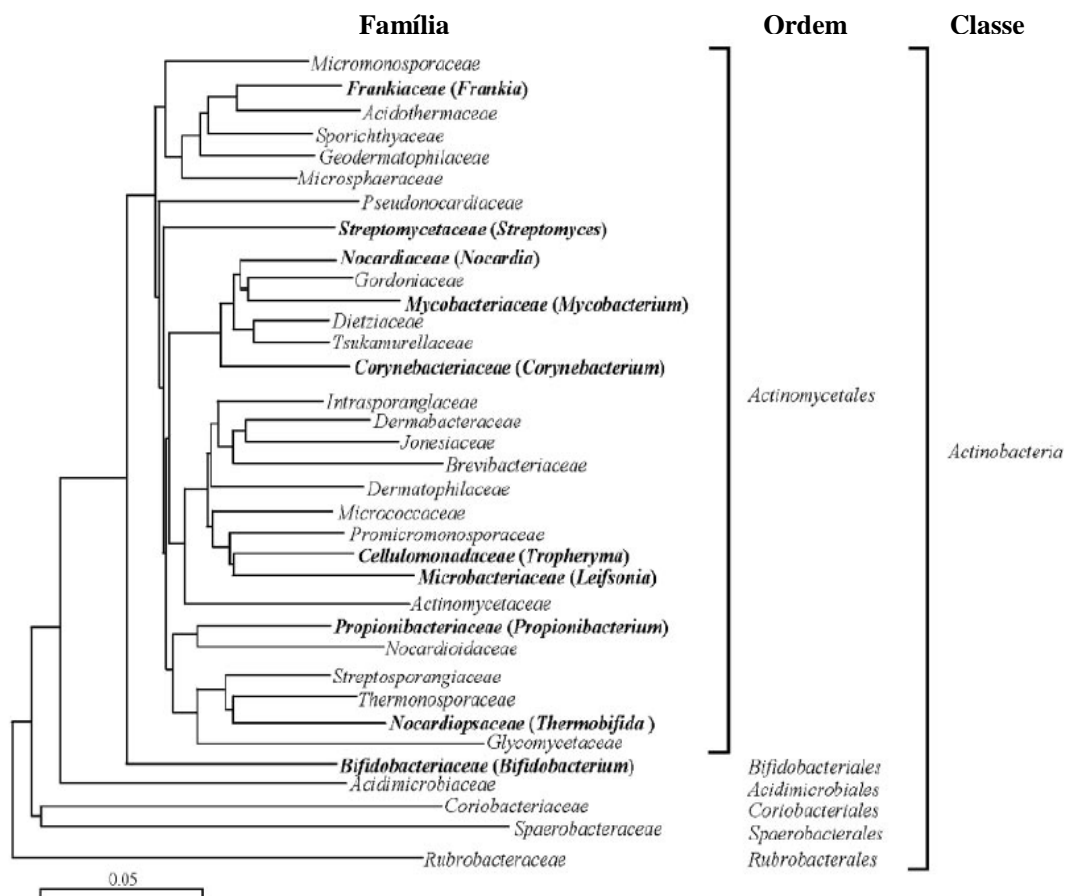 Família Ordem Classe
Micromonosporaceae
Frankiaceae (Frankia)
Acidothermaceae
Sporichthyaceae
Geodermatophilaceae
Microsphaeraceae
Pseudonocardiaceae
Streptomycetaceae (Streptomyces)
Nocardiaceae (Nocardia)
Gordoniaceae
Mycobacteriaceae (Mycobacterium)
Dietziaceae
Tsukamurellaceae
Corynebacteriaceae (Corynebacterium)
Actinomycetales
Intrasporanglaceae
Dermabacteraceae
Jonesiaceae
Actinobacteria
Brevibacteriaceae
Dermatophilaceae
Micrococcaceae
Promicromonosporaceae
Cellulomonadaceae (Tropheryma)
Microbacteriaceae (Leifsonia)
Actinomycetaceae
Propionibacteriaceae (Propionibacterium)
Nocardioidaceae
Streptosporangiaceae
Thermonosporaceae
Nocardiopsaceae (Thermobifida )
Glycomycetaceae
Bifidobacteriaceae (Bifidobacterium) Bifidobacteriales
Acidimicrobiaceae Acidimicrobiales
Coriobacteriaceae Coriobacteriales
Spaerobacteraceae Spaerobacterales
Rubrobacteraceae Rubrobacterales
0.05